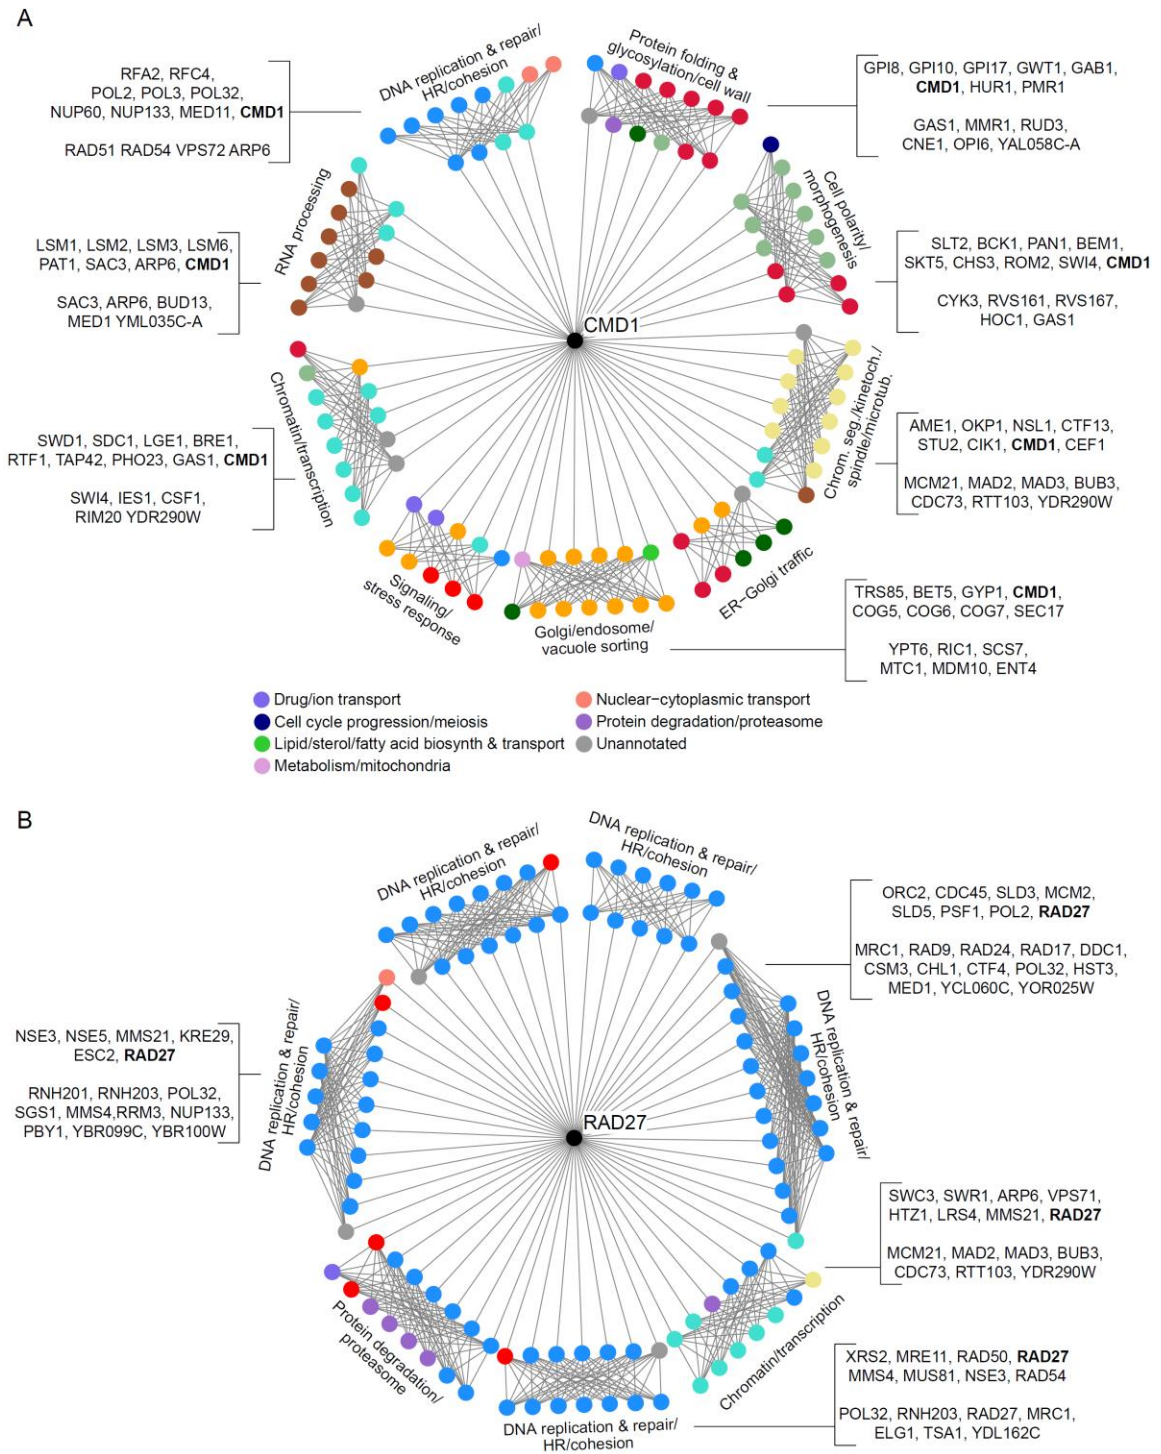 A
DNA replication & repair/
HR/cohesion
Protein folding &
glycosylation/cell wall
RFA2, RFC4,
POL2, POL3, POL32,
NUP60, NUP133, MED11, CMD1
RAD51 RAD54 VPS72 ARP6
GPI8, GPI10, GPI17, GWT1, GAB1,
CMD1, HUR1, PMR1
GAS1, MMR1, RUD3,
CNE1, OPI6, YAL058C-A
RNA processing
Cell polarity/
morphogenesis
LSM1, LSM2, LSM3, LSM6,
PAT1, SAC3, ARP6, CMD1
SAC3, ARP6, BUD13,
MED1 YML035C-A
SLT2, BCK1, PAN1, BEM1,
SKT5, CHS3, ROM2, SWI4, CMD1
CYK3, RVS161, RVS167,
HOC1, GAS1
CMD1
Chromatin/transcription
Chrom. seg./kinetoch./
spindle/microtub.
SWD1, SDC1, LGE1, BRE1,
RTF1, TAP42, PHO23, GAS1, CMD1
SWI4, IES1, CSF1,
RIM20 YDR290W
AME1, OKP1, NSL1, CTF13,
STU2, CIK1, CMD1, CEF1
MCM21, MAD2, MAD3, BUB3,
CDC73, RTT103, YDR290W
Signaling/
stress response
Golgi/endosome/
vacuole sorting
ER−Golgi traffic
TRS85, BET5, GYP1, CMD1,
COG5, COG6, COG7, SEC17
YPT6, RIC1, SCS7,
MTC1, MDM10, ENT4
Drug/ion transport
Cell cycle progression/meiosis
Lipid/sterol/fatty acid biosynth & transport
Metabolism/mitochondria
Nuclear−cytoplasmic transport
Protein degradation/proteasome
Unannotated
B
DNA replication & repair/
HR/cohesion
DNA replication & repair/
HR/cohesion
ORC2, CDC45, SLD3, MCM2,
SLD5, PSF1, POL2, RAD27
MRC1, RAD9, RAD24, RAD17, DDC1,
CSM3, CHL1, CTF4, POL32, HST3,
MED1, YCL060C, YOR025W
DNA replication & repair/
HR/cohesion
DNA replication & repair/
HR/cohesion
NSE3, NSE5, MMS21, KRE29,
ESC2, RAD27
RNH201, RNH203, POL32,
SGS1, MMS4,RRM3, NUP133,
PBY1, YBR099C, YBR100W
RAD27
SWC3, SWR1, ARP6, VPS71,
HTZ1, LRS4, MMS21, RAD27
MCM21, MAD2, MAD3, BUB3,
CDC73, RTT103, YDR290W
Protein degradation/
proteasome
Chromatin/transcription
DNA replication & repair/
HR/cohesion
XRS2, MRE11, RAD50, RAD27
MMS4, MUS81, NSE3, RAD54
POL32, RNH203, RAD27, MRC1,
ELG1, TSA1, YDL162C